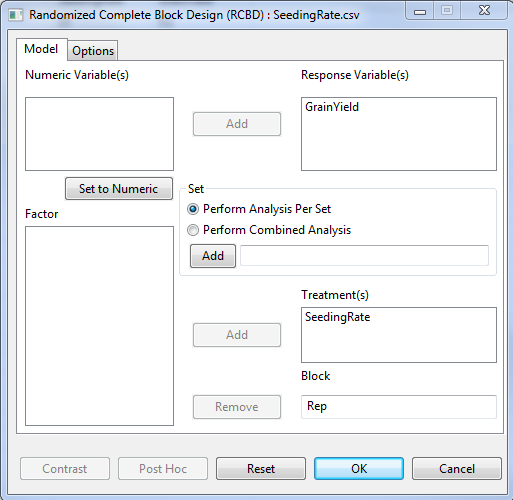 Randomized Complete Block Design (RCBD) : SeedingRate.csv
Model
Options
Numeric Variable(s)
Response Variable(s)
GrainYield
Add
Set to Numeric
Set
Perform Analysis Per Set
Perform Combined Analysis
Add
Factor
Treatment(s)
SeedingRate
Add
Block
Remove
Rep
Contrast
Post Hoc
Reset
OK
Cancel